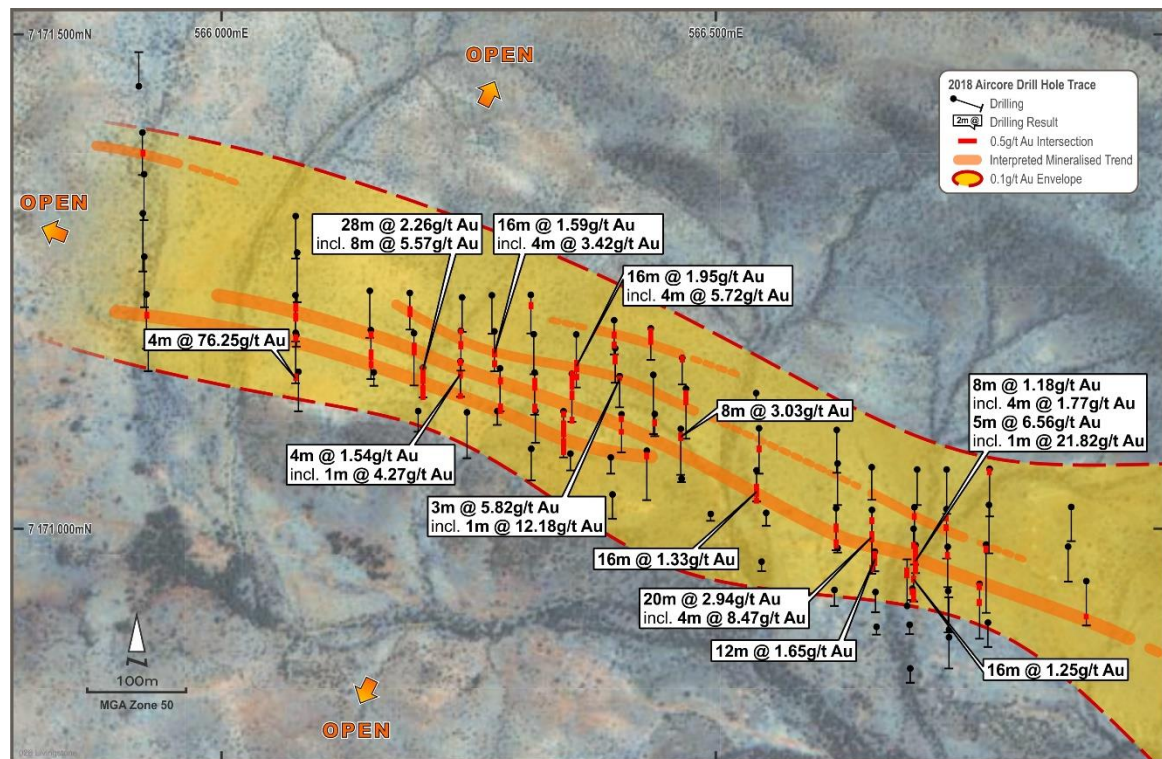 7 171 500mN
566 000mE
566 500mE
OPEN
2018 Aircore Drill Hole Trace
Drilling
2m @
Drilling Result
0.5g/t Au Intersection
Interpreted Mineralised Trend
0.1g/t Au Envelope
OPEN
28m @ 2.26g/t Au
incl. 8m @ 5.57g/t Au
16m @ 1.59g/t Au
incl. 4m @ 3.42g/t Au
16m @ 1.95g/t Au
incl. 4m @ 5.72g/t Au
4m @ 76.25g/t Au
8m @ 1.18g/t Au
incl. 4m @ 1.77g/t Au
5m @ 6.56g/t Au
incl. 1m @ 21.82g/t Au
8m @ 3.03g/t Au
4m @ 1.54g/t Au
incl. 1m @ 4.27g/t Au
3m @ 5.82g/t Au
incl. 1m @ 12.18g/t Au
7 171 000mN
16m @ 1.33g/t Au
20m @ 2.94g/t Au
incl. 4m @ 8.47g/t Au
12m @ 1.65g/t Au
16m @ 1.25g/t Au
N
100m
MGA Zone 50
OPEN